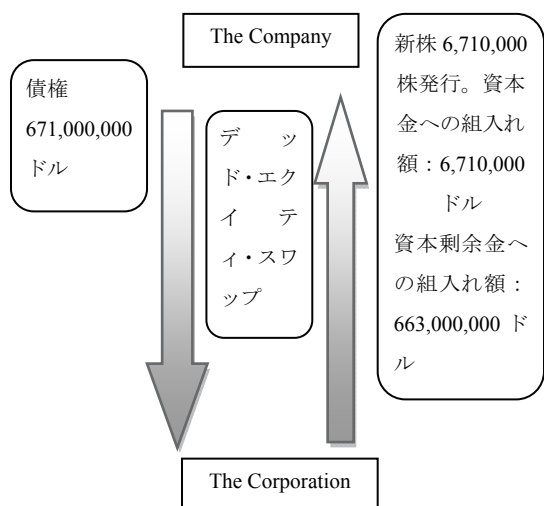 The Company
債権
671,000,000
ドル
デッ
ド・エク
イテ
ィ・スワ
ップ
新株 6,710,000
株発行。資本
金への組入れ
額：6,710,000
ドル
資本剰余金へ
の組入れ額：
663,000,000 ド
ル
The Corporation